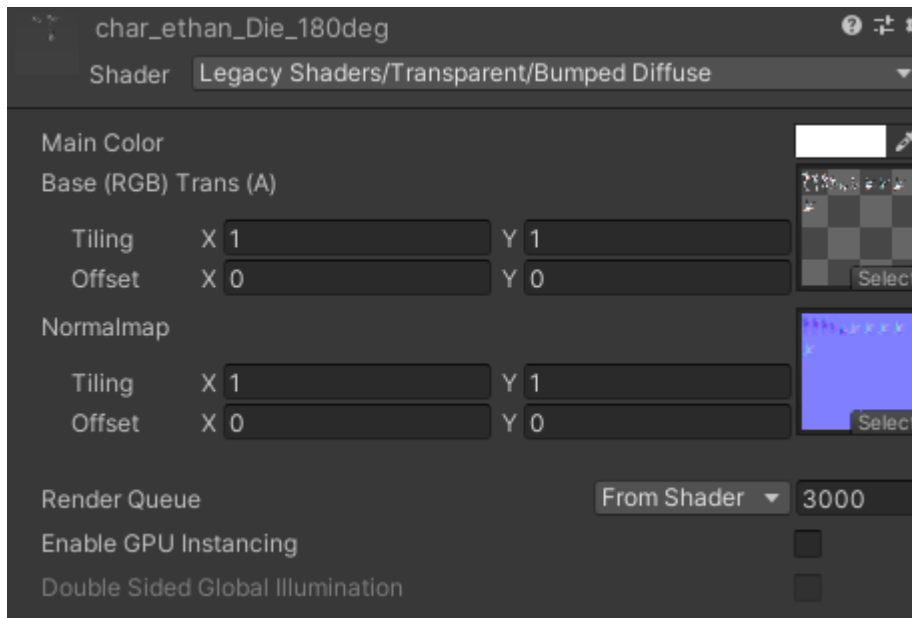 char_ethan_Die_180deg
Shader Legacy Shaders/Transparent/Bumped Diffuse
Main Color
Base (RGB) Trans (A)
Tiling X 1 Y 1
Offset X 0 Y 0
Select
Normalmap
Tiling X 1 Y 1
Offset X 0 Y 0
Select
Render Queue From Shader 3000
Enable GPU Instancing
Double Sided Global Illumination